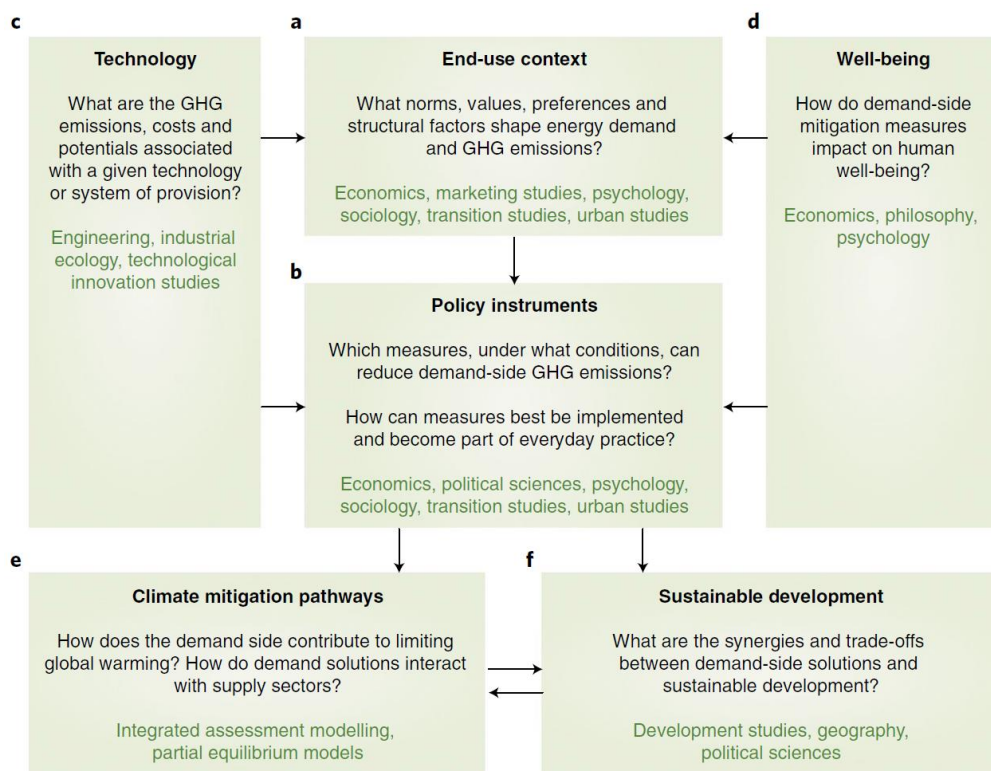 c
Technology
What are the GHG
emissions, costs and
potentials associated
with a given technology
or system of provision?
Engineering, industrial
ecology, technological
innovation studies
a
End-use context
What norms, values, preferences and
structural factors shape energy demand
and GHG emissions?
Economics, marketing studies, psychology,
sociology, transition studies, urban studies
d
Well-being
How do demand-side
mitigation measures
impact on human
well-being?
Economics, philosophy,
psychology
b
Policy instruments
Which measures, under what conditions, can
reduce demand-side GHG emissions?
How can measures best be implemented
and become part of everyday practice?
Economics, political sciences, psychology,
sociology, transition studies, urban studies
e
Climate mitigation pathways
How does the demand side contribute to limiting
global warming? How do demand solutions interact
with supply sectors?
Integrated assessment modelling,
partial equilibrium models
f
Sustainable development
What are the synergies and trade-offs
between demand-side solutions and
sustainable development?
Development studies, geography,
political sciences